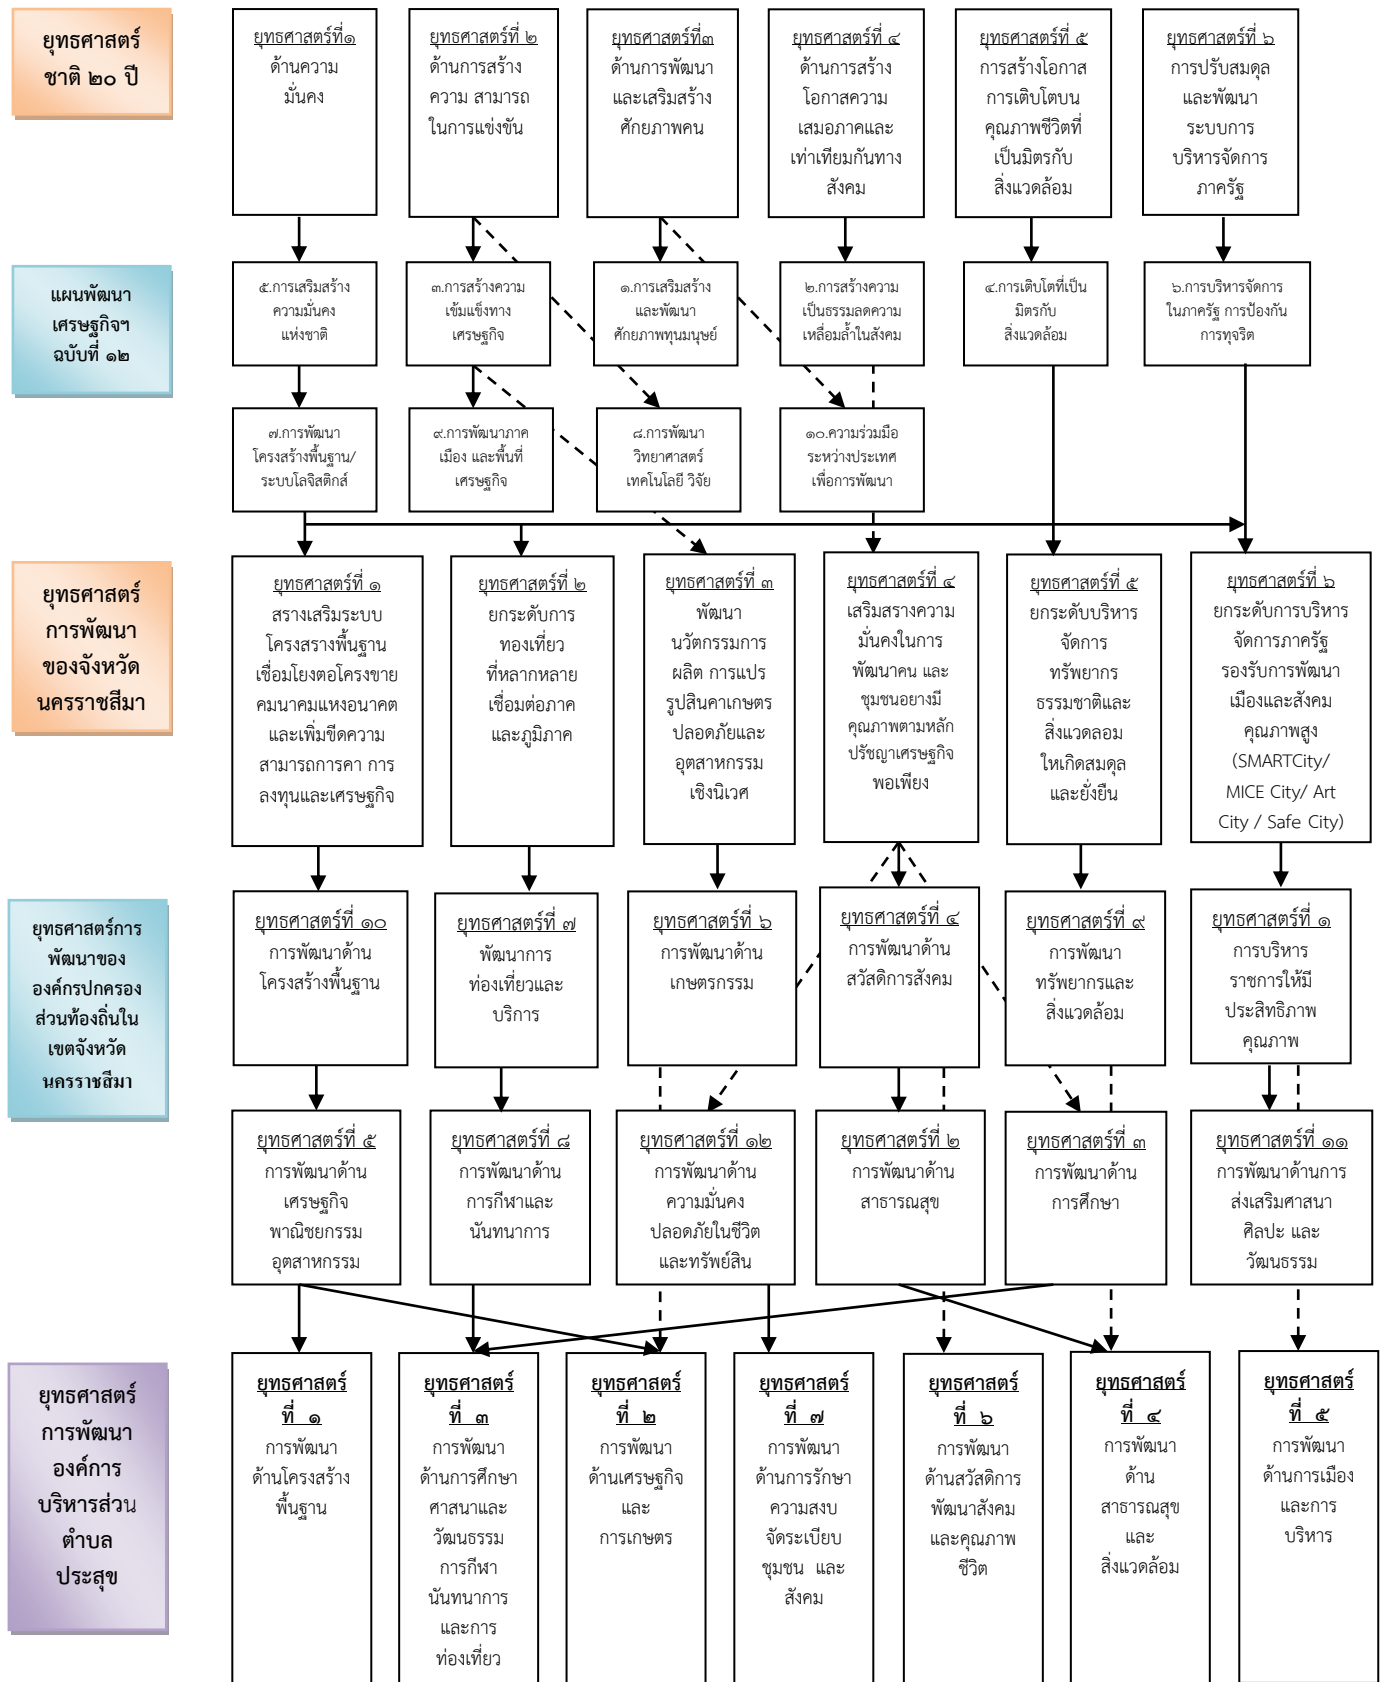 ยุทธศาสตร์
ชาติ ๒๐ ปี
ยุทธศาสตร์ที่๑
ด้านความ
มั่นคง
ยุทธศาสตร์ที่ ๒
ด้านการสร้าง
ความ สามารถ
ในการแข่งขัน
ยุทธศาสตร์ที่๓
ด้านการพัฒนา
และเสริมสร้าง
ศักยภาพคน
ยุทธศาสตร์ที่ ๔
ด้านการสร้าง
โอกาสความ
เสมอภาคและ
เท่าเทียมกันทาง
สังคม
ยุทธศาสตร์ที่ ๕
การสร้างโอกาส
การเติบโตบน
คุณภาพชีวิตที่
เป็นมิตรกับ
สิ่งแวดล้อม
ยุทธศาสตร์ที่ ๖
การปรับสมดุล
และพัฒนา
ระบบการ
บริหารจัดการ
ภาครัฐ
แผนพัฒนา
เศรษฐกิจฯ
ฉบับที่ ๑๒
๕.การเสริมสร้าง
ความมั่นคง
แห่งชาติ
๓.การสร้างความ
เข้มแข็งทาง
เศรษฐกิจ
๑.การเสริมสร้าง
และพัฒนา
ศักยภาพทุนมนุษย์
๒.การสร้างความ
เป็นธรรมลดความ
เหลื่อมล้ำในสังคม
๔.การเติบโตที่เป็น
มิตรกับ
สิ่งแวดล้อม
๖.การบริหารจัดการ
ในภาครัฐ การป้องกัน
การทุจริต
๗.การพัฒนา
โครงสร้างพื้นฐาน/
ระบบโลจิสติกส์
๙.การพัฒนาภาค
เมือง และพื้นที่
เศรษฐกิจ
๘.การพัฒนา
วิทยาศาสตร์
เทคโนโลยี วิจัย
๑๐.ความร่วมมือ
ระหว่างประเทศ
เพื่อการพัฒนา
ยุทธศาสตร์
การพัฒนา
ของจังหวัด
นครราชสีมา
ยุทธศาสตร์ที่ ๑
สรางเสริมระบบ
โครงสรางพื้นฐาน
เชื่อมโยงตอโครงขาย
คมนาคมแหงอนาคต
และเพิ่มขีดความ
สามารถการคา การ
ลงทุนและเศรษฐกิจ
ยุทธศาสตร์ที่ ๒
ยกระดับการ
ทองเที่ยว
ที่หลากหลาย
เชื่อมต่อภาค
และภูมิภาค
ยุทธศาสตร์ที่ ๓
พัฒนา
นวัตกรรมการ
ผลิต การแปร
รูปสินคาเกษตร
ปลอดภัยและ
อุตสาหกรรม
เชิงนิเวศ
ยุทธศาสตร์ที่ ๔
เสริมสรางความ
มั่นคงในการ
พัฒนาคน และ
ชุมชนอยางมี
คุณภาพตามหลัก
ปรัชญาเศรษฐกิจ
พอเพียง
ยุทธศาสตร์ที่ ๕
ยกระดับบริหาร
จัดการ
ทรัพยากร
ธรรมชาติและ
สิ่งแวดลอม
ใหเกิดสมดุล
และยั่งยืน
ยุทธศาสตร์ที่ ๖
ยกระดับการบริหาร
จัดการภาครัฐ
รองรับการพัฒนา
เมืองและสังคม
คุณภาพสูง
(SMARTCity/
MICE City/ Art
City / Safe City)
ยุทธศาสตร์การ
พัฒนาของ
องค์กรปกครอง
ส่วนท้องถิ่นใน
เขตจังหวัด
นครราชสีมา
ยุทธศาสตร์ที่ ๑๐
การพัฒนาด้าน
โครงสร้างพื้นฐาน
ยุทธศาสตร์ที่ ๗
พัฒนาการ
ท่องเที่ยวและ
บริการ
ยุทธศาสตร์ที่ ๖
การพัฒนาด้าน
เกษตรกรรม
ยุทธศาสตร์ที่ ๔
การพัฒนาด้าน
สวัสดิการสังคม
ยุทธศาสตร์ที่ ๙
การพัฒนา
ทรัพยากรและ
สิ่งแวดล้อม
ยุทธศาสตร์ที่ ๑
การบริหาร
ราชการให้มี
ประสิทธิภาพ
คุณภาพ
ยุทธศาสตร์ที่ ๕
การพัฒนาด้าน
เศรษฐกิจ
พาณิชยกรรม
อุตสาหกรรม
ยุทธศาสตร์ที่ ๘
การพัฒนาด้าน
การกีฬาและ
นันทนาการ
ยุทธศาสตร์ที่ ๑๒
การพัฒนาด้าน
ความมั่นคง
ปลอดภัยในชีวิต
และทรัพย์สิน
ยุทธศาสตร์ที่ ๒
การพัฒนาด้าน
สาธารณสุข
ยุทธศาสตร์ที่ ๓
การพัฒนาด้าน
การศึกษา
ยุทธศาสตร์ที่ ๑๑
การพัฒนาด้านการ
ส่งเสริมศาสนา
ศิลปะ และ
วัฒนธรรม
ยุทธศาสตร์
การพัฒนา
องค์การ
บริหารส่วน
ตำบล
ประสุข
ยุทธศาสตร์
ที่ ๑
การพัฒนา
ด้านโครงสร้าง
พื้นฐาน
ยุทธศาสตร์
ที่ ๓
การพัฒนา
ด้านการศึกษา
ศาสนาและ
วัฒนธรรม
การกีฬา
นันทนาการ
และการ
ท่องเที่ยว
ยุทธศาสตร์
ที่ ๒
การพัฒนา
ด้านเศรษฐกิจ
และ
การเกษตร
ยุทธศาสตร์
ที่ ๗
การพัฒนา
ด้านการรักษา
ความสงบ
จัดระเบียบ
ชุมชน และ
สังคม
ยุทธศาสตร์
ที่ ๖
การพัฒนา
ด้านสวัสดิการ
พัฒนาสังคม
และคุณภาพ
ชีวิต
ยุทธศาสตร์
ที่ ๔
การพัฒนา
ด้าน
สาธารณสุข
และ
สิ่งแวดล้อม
ยุทธศาสตร์
ที่ ๕
การพัฒนา
ด้านการเมือง
และการ
บริหาร